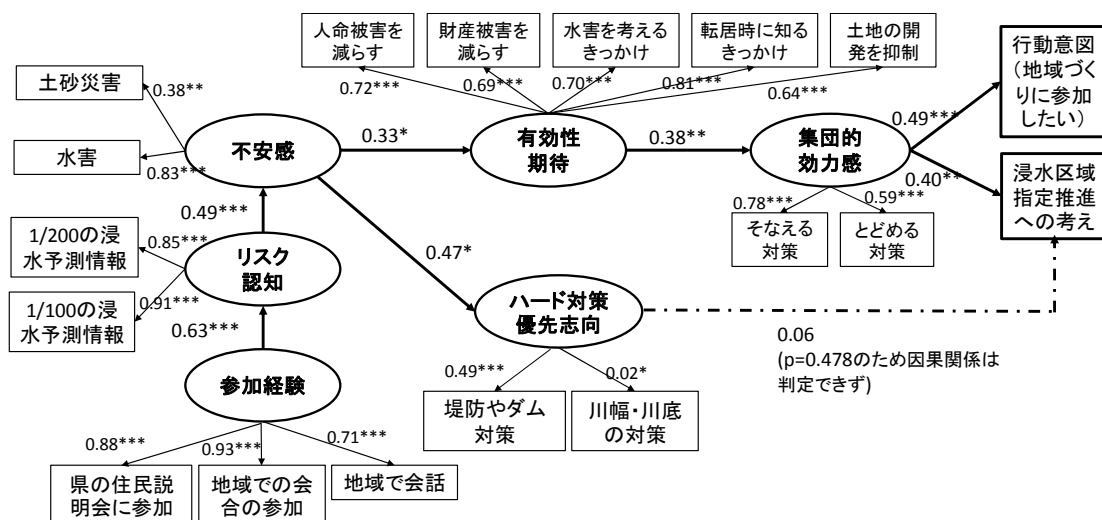 人命被害を
減らす
財産被害を
減らす
水害を考える
きっかけ
転居時に知る
きっかけ
土地の開
発を抑制
行動意図
(地域づく
りに参加
したい)
土砂災害
0.38**
0.72***
0.69***
0.70***
0.81***
0.64***
水害
0.83***
不安感
0.33*
有効性
期待
0.38**
集団的
効力感
0.49***
0.40**
浸水区域
指定推進
への考え
0.78***
0.59***
そなえる
対策
とどめる
対策
0.49***
1/200の浸
水予測情報
0.85***
リスク
認知
0.47*
1/100の浸
水予測情報
0.91***
0.63***
ハード対策
優先志向
0.06
(p=0.478のため因果関係は
判定できず)
参加経験
0.49***
0.02*
堤防やダム
対策
川幅・川底
の対策
0.88***
0.93***
0.71***
県の住民説
明会に参加
地域での会
合の参加
地域で会話